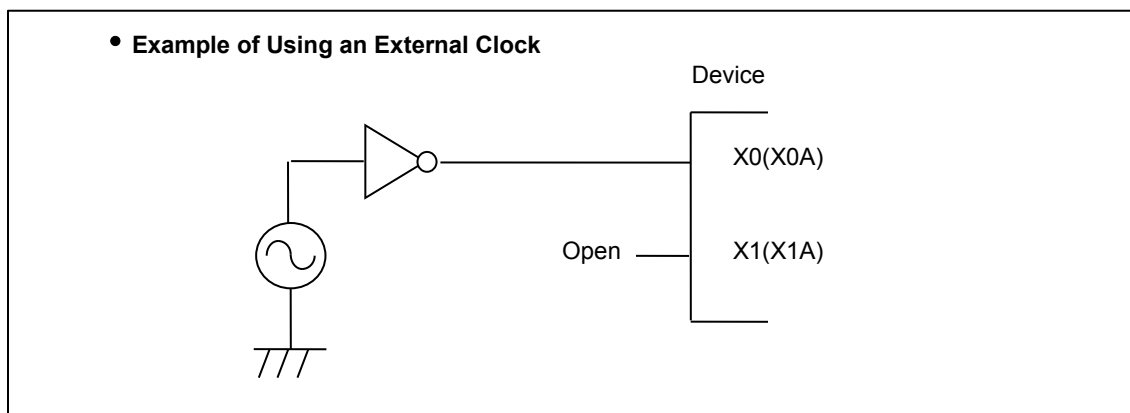 • Example of Using an External Clock
Device
X0(X0A)
Open
X1(X1A)